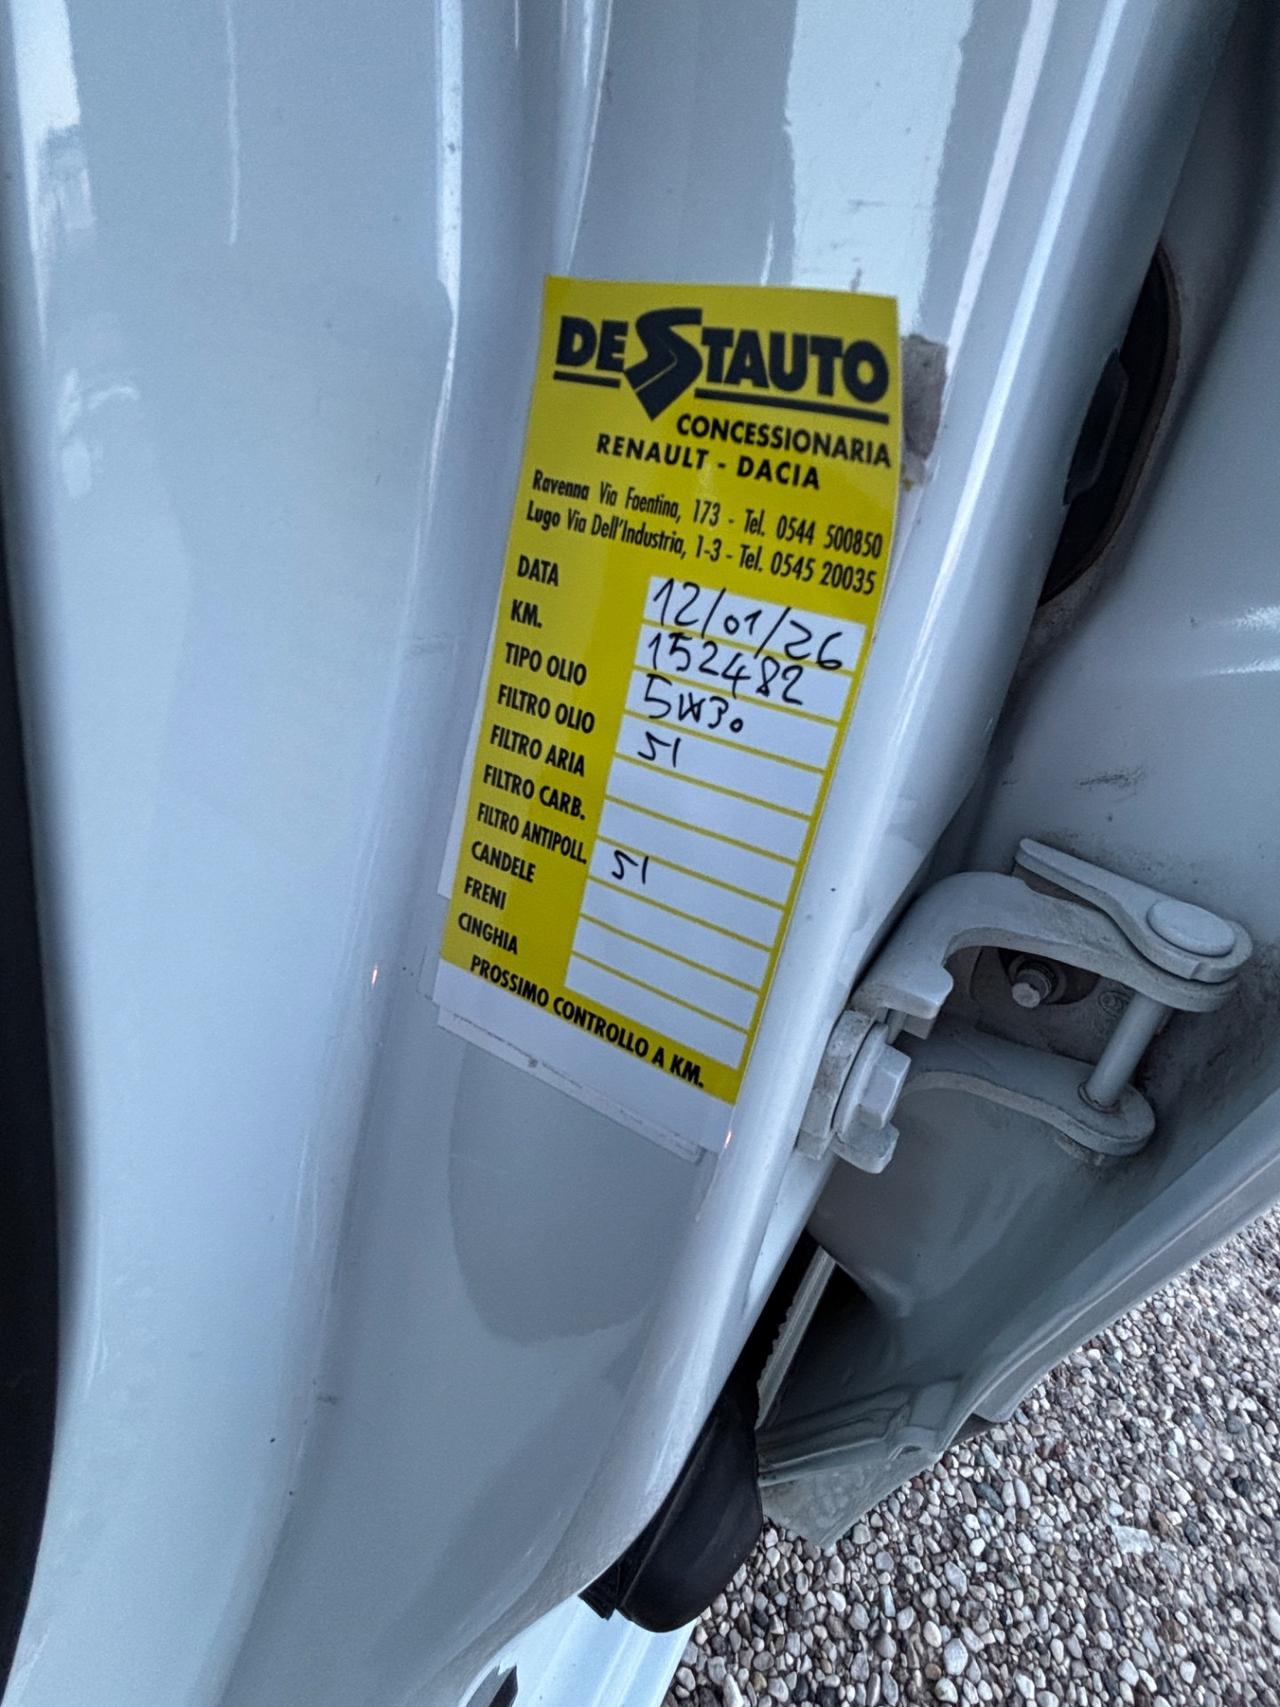 DESTAUTO
CONCESSIONARIA
RENAULT - DACIA
Ravenna Via Faentina, 173 - Tel. 0544 500850
Lugo Via Dell'Industria, 1-3 - Tel. 0545 20035
DATA 12/01/26
KM. 152482
TIPO OLIO 5W30
FILTRO OLIO SI
FILTRO ARIA
FILTRO CARB.
FILTRO ANTIPOLL. SI
CANDELE
FRENI
CINGHIA
PROSSIMO CONTROLLO A KM.